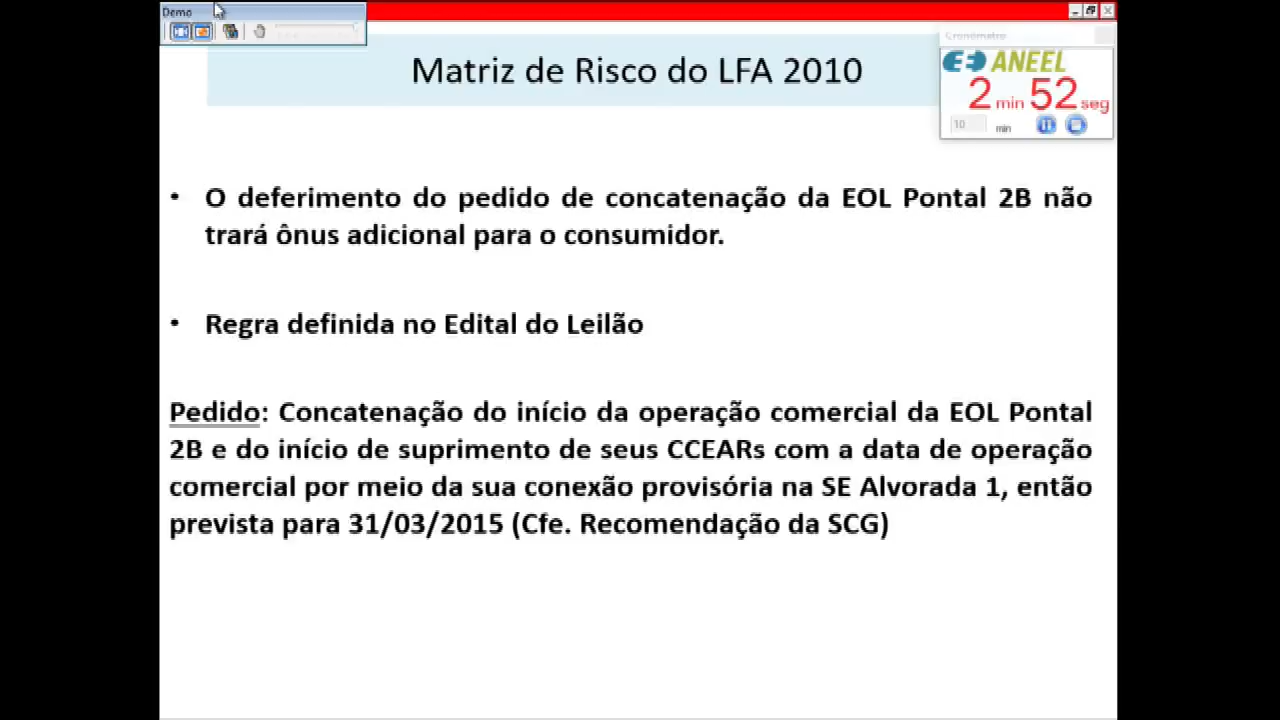 Demo
Cronômetro
Matriz de Risco do LFA 2010
ANEEL
2 min 52 seg
10 min
• O deferimento do pedido de concatenação da EOL Pontal 2B não
trará ônus adicional para o consumidor.
• Regra definida no Edital do Leilão
Pedido: Concatenação do início da operação comercial da EOL Pontal
2B e do início de suprimento de seus CCEARs com a data de operação
comercial por meio da sua conexão provisória na SE Alvorada 1, então
prevista para 31/03/2015 (Cfe. Recomendação da SCG)